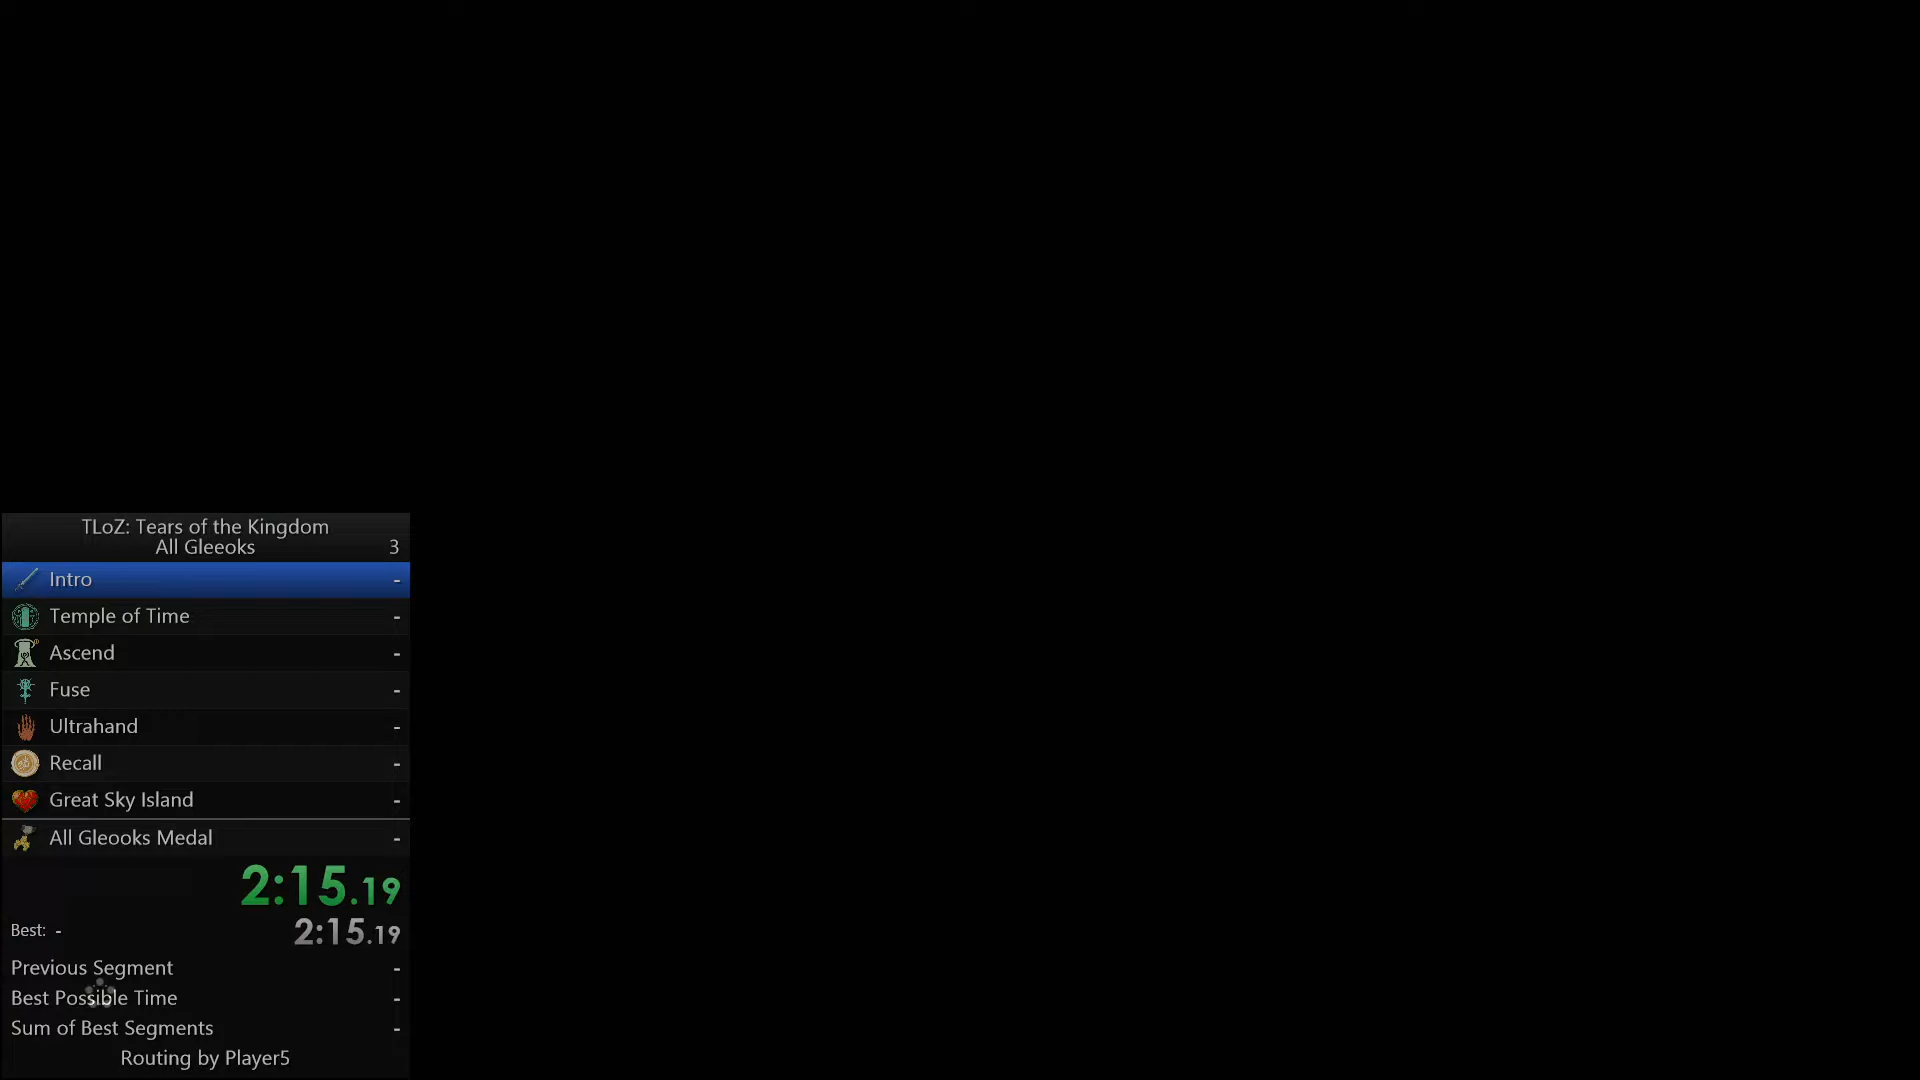 TLoZ: Tears of the Kingdom
All Gleeoks 3
Intro -
Temple of Time -
Ascend -
Fuse -
Ultrahand -
Recall -
Great Sky Island -
All Gleooks Medal -
2:15.19
Best: - 2:15.19
Previous Segment -
Best Possible Time -
Sum of Best Segments -
Routing by Player5